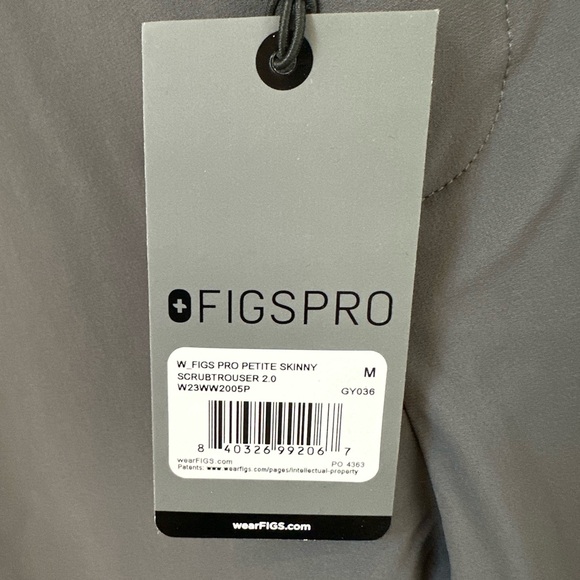 FIGSPRO
W_FIGS PRO PETITE SKINNY
SCRUBTROUSER 2.0
W23WW2005P
M
GY036
8 40326 99206 7
wearFIGS.com
PO 4363
Patents: www.wearfigs.com/pages/intellectual-property
wearFIGS.com